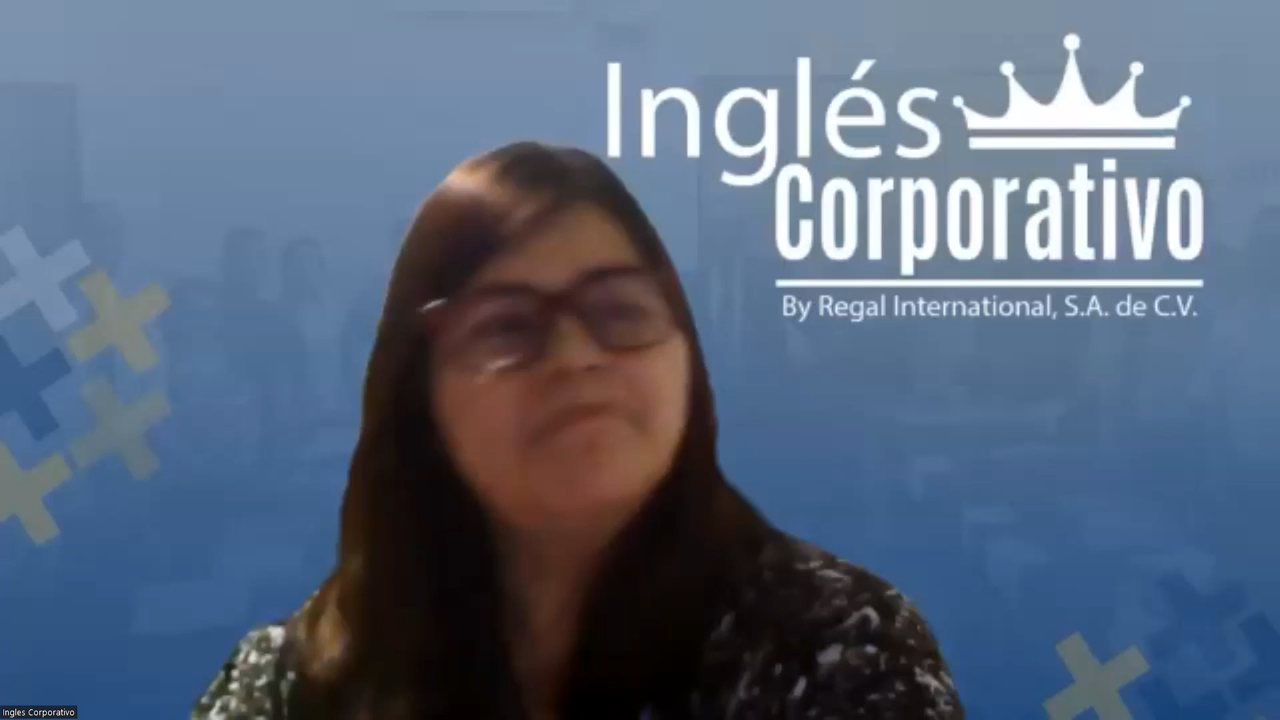 Inglés
Corporativo
By Regal International, S.A. de C.V.
Ingles Corporativo